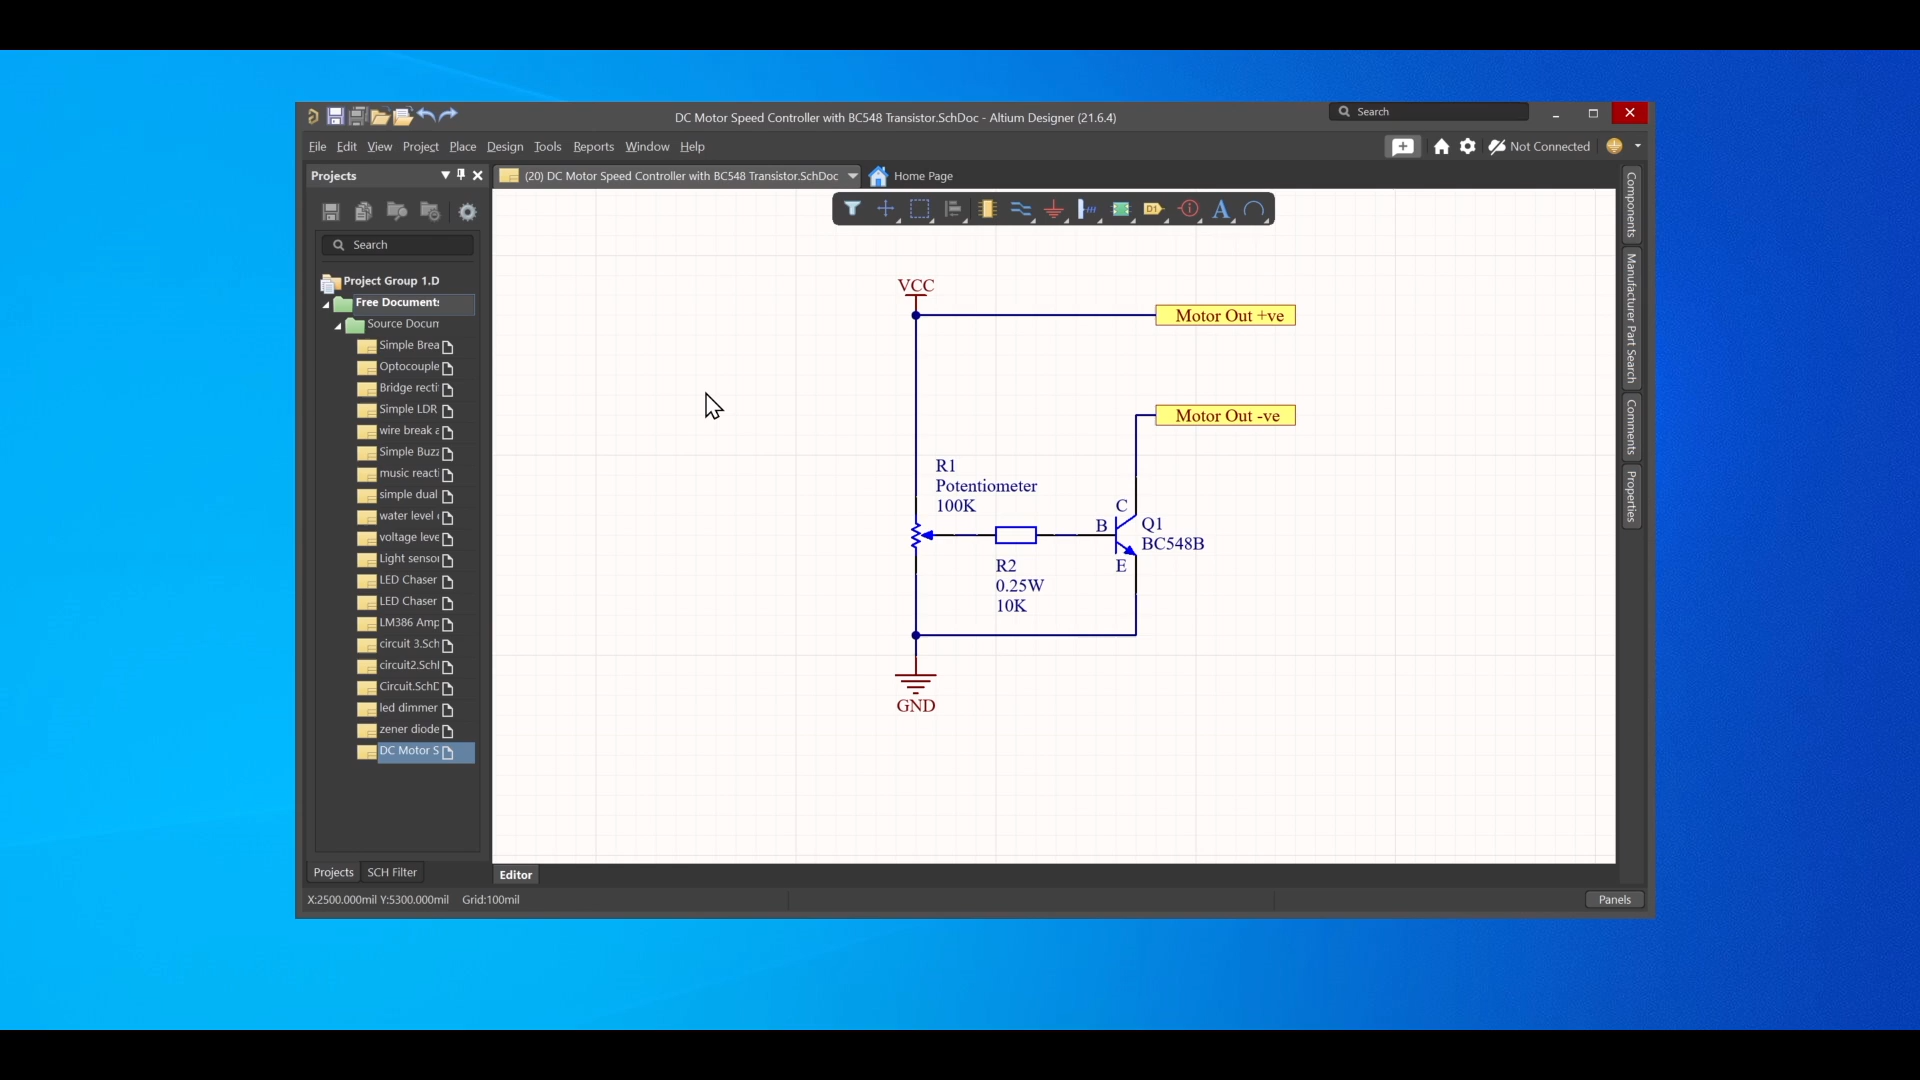 DC Motor Speed Controller with BC548 Transistor.SchDoc - Altium Designer (21.6.4)
Search
File Edit View Project Place Design Tools Reports Window Help
Not Connected
Projects
(20) DC Motor Speed Controller with BC548 Transistor.SchDoc
Home Page
Search
Project Group 1.D
Free Documents
Source Docum
Simple Brea
Optocouple
Bridge recti
Simple LDR
wire break a
Simple Buzz
music reacti
simple dual
water level
voltage leve
Light sensor
LED Chaser
LED Chaser
LM386 Amp
circuit 3.Sch
circuit2.Schl
Circuit.SchD
led dimmer
zener diode
DC Motor S
D1
A
VCC
Motor Out +ve
Motor Out -ve
R1
Potentiometer
100K
R2
0.25W
10K
C
B
E
Q1
BC548B
GND
Components
Manufacturer Part Search
Comments
Properties
Projects
SCH Filter
Editor
X:2500.000mil Y:5300.000mil Grid:100mil
Panels